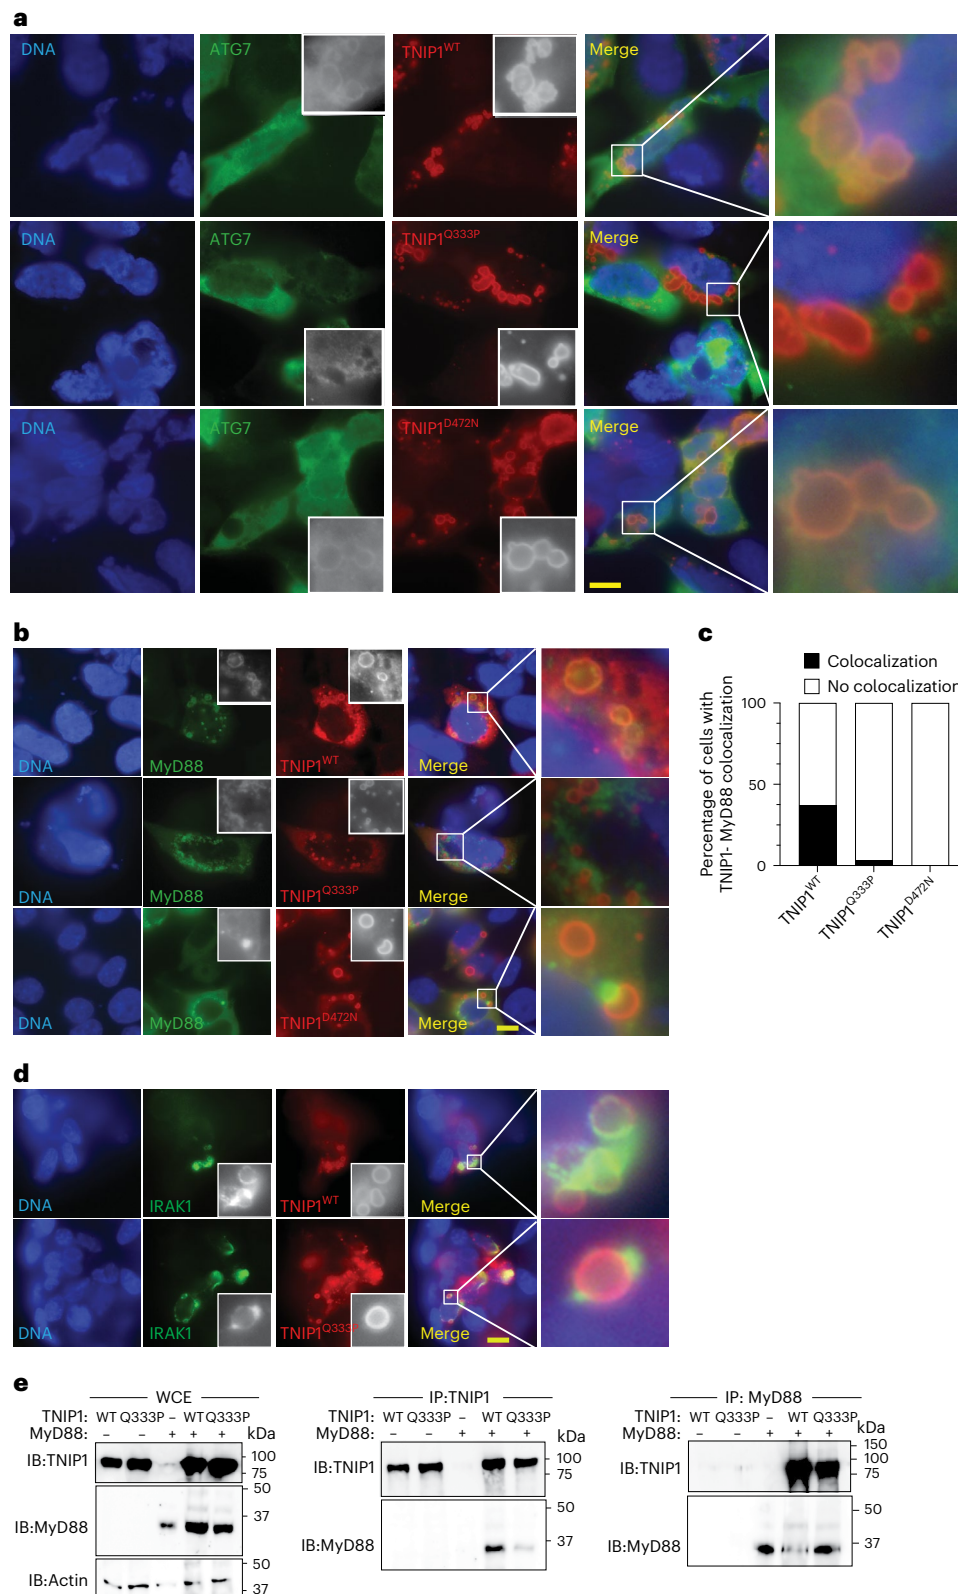 a
DNA ATG7 TNIP1WT Merge
DNA ATG7 TNIP1Q333P Merge
DNA ATG7 TNIP1D472N Merge
b
DNA MyD88 TNIP1WT Merge
DNA MyD88 TNIP1Q333P Merge
DNA MyD88 TNIP1D472N Merge
c
Colocalization
No colocalization
Percentage of cells with
TNIP1- MyD88 colocalization
100
50
0
TNIP1WT TNIP1Q333P TNIP1D472N
d
DNA IRAK1 TNIP1WT Merge
DNA IRAK1 TNIP1Q333P Merge
e
WCE
TNIP1: WT Q333P – WT Q333P
MyD88: – – + + + kDa
IB:TNIP1 100
75
50
IB:MyD88 37
50
IB:Actin 37
IP:TNIP1
TNIP1: WT Q333P – WT Q333P
MyD88: – – + + + kDa
IB:TNIP1 100
75
50
IB:MyD88 37
IP: MyD88
TNIP1: WT Q333P – WT Q333P
MyD88: – – + + + kDa
150
IB:TNIP1 100
75
50
IB:MyD88 37